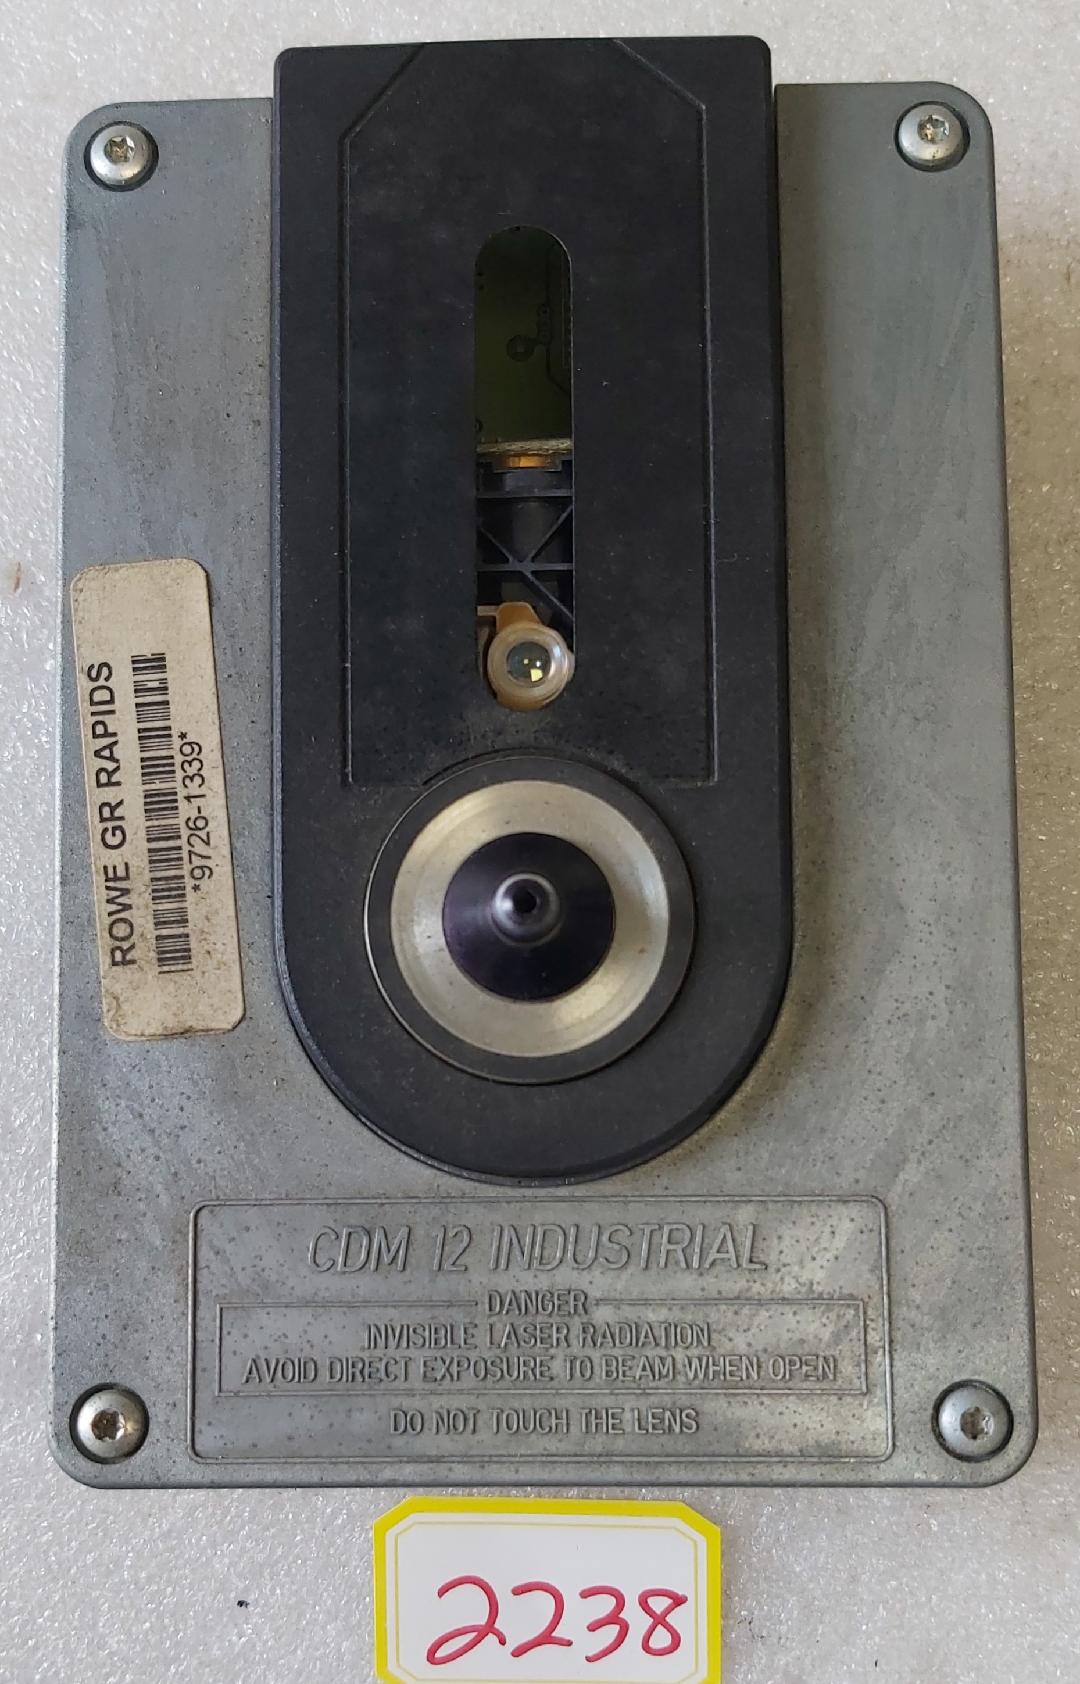 ROWE GR RAPIDS
*9726-1339*
CDM 12 INDUSTRIAL
DANGER
INVISIBLE LASER RADIATION
AVOID DIRECT EXPOSURE TO BEAM WHEN OPEN
DO NOT TOUCH THE LENS
2238